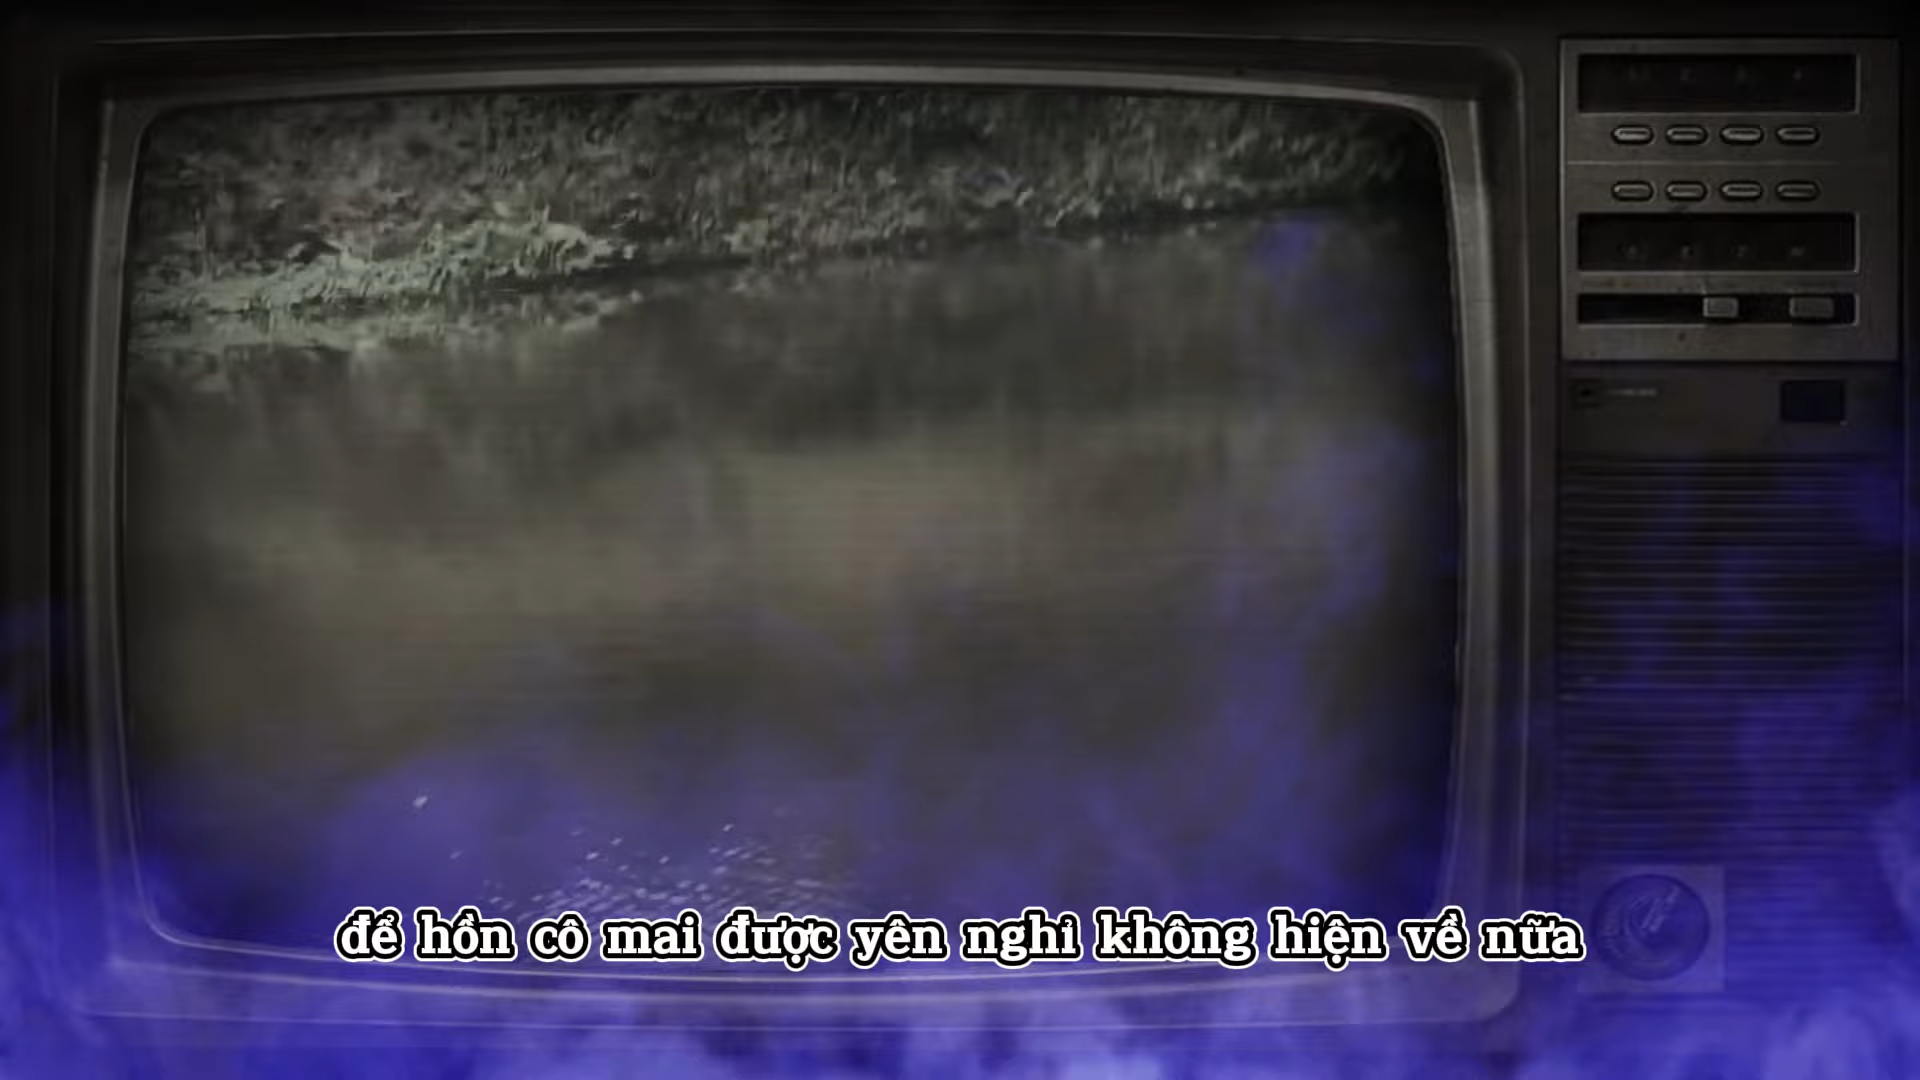 để hồn cô mai được yên nghỉ không hiện về nữa